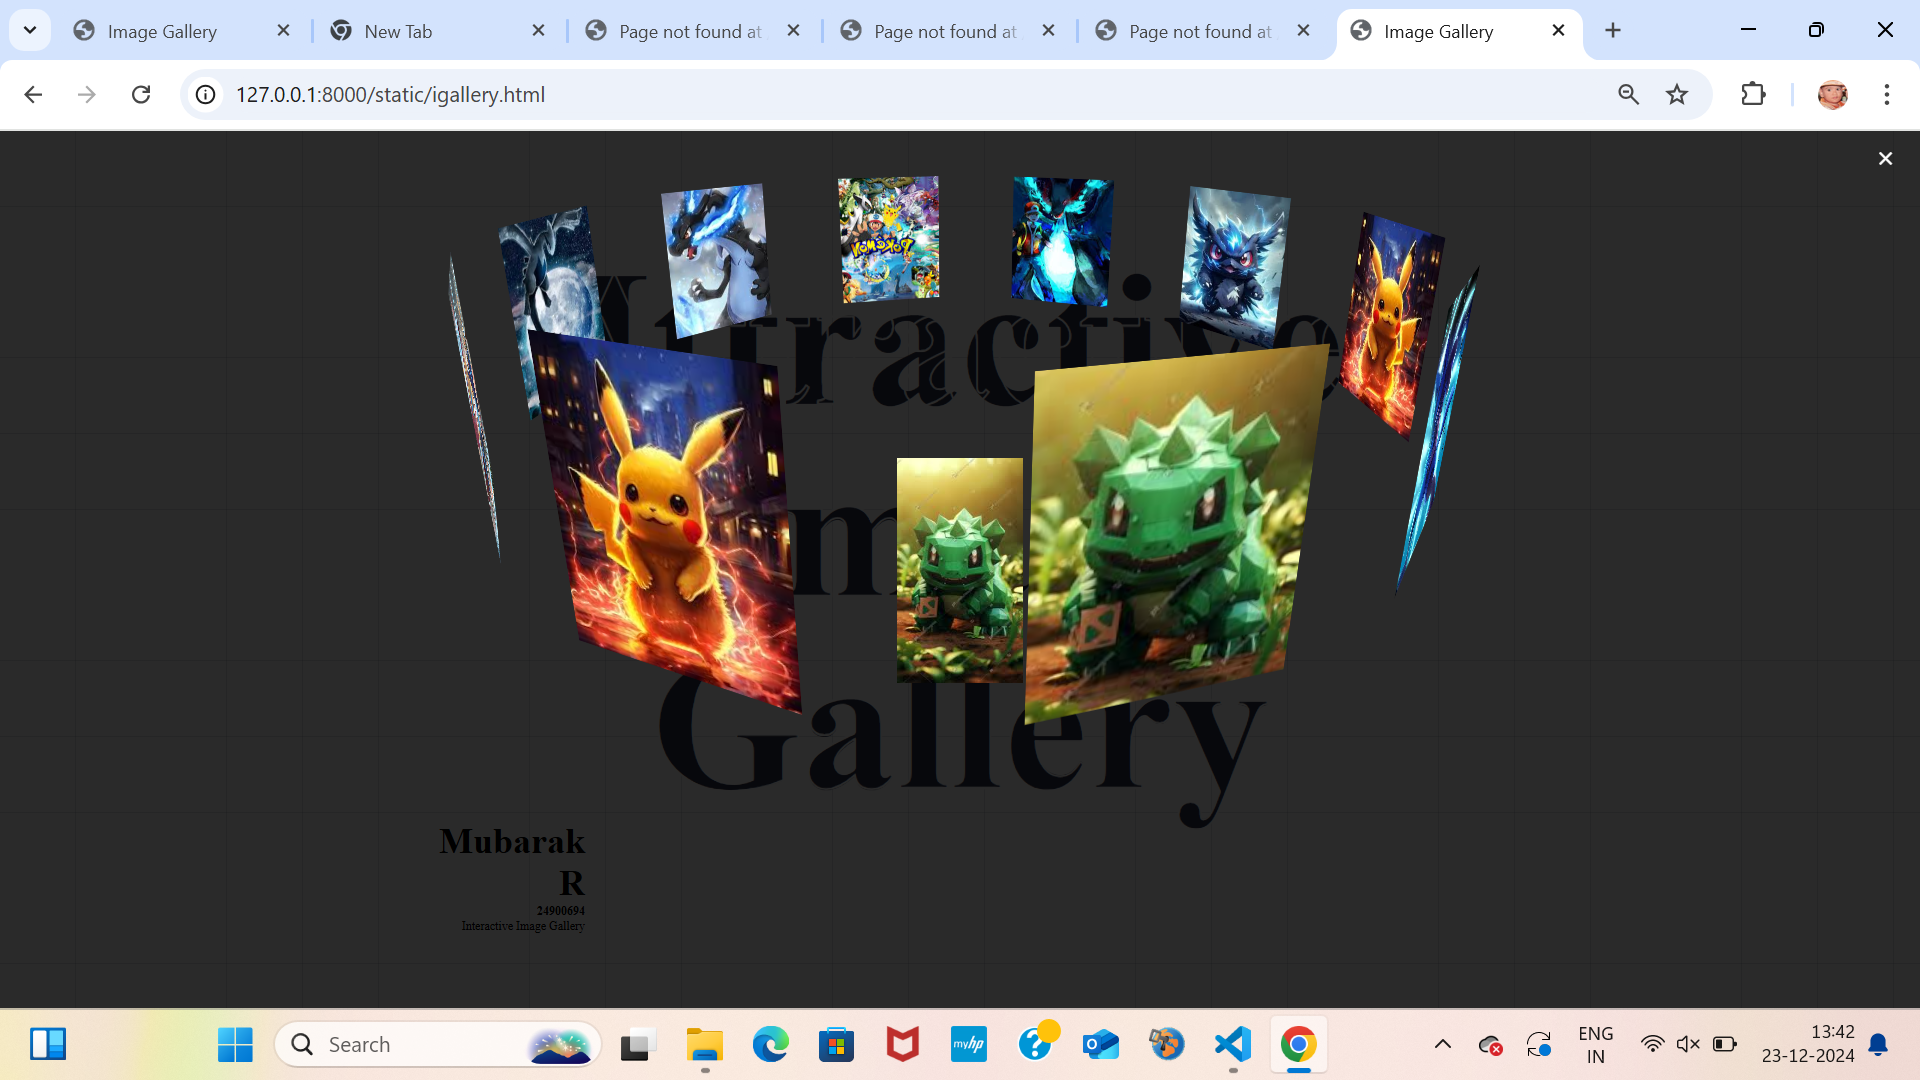 Image Gallery
New Tab
Page not found at
Page not found at
Page not found at
Image Gallery
127.0.0.1:8000/static/igallery.html
Attractive
Gallery
Mubarak
R
24900694
Interactive Image Gallery
Search
myhp
ENG
IN
13:42
23-12-2024